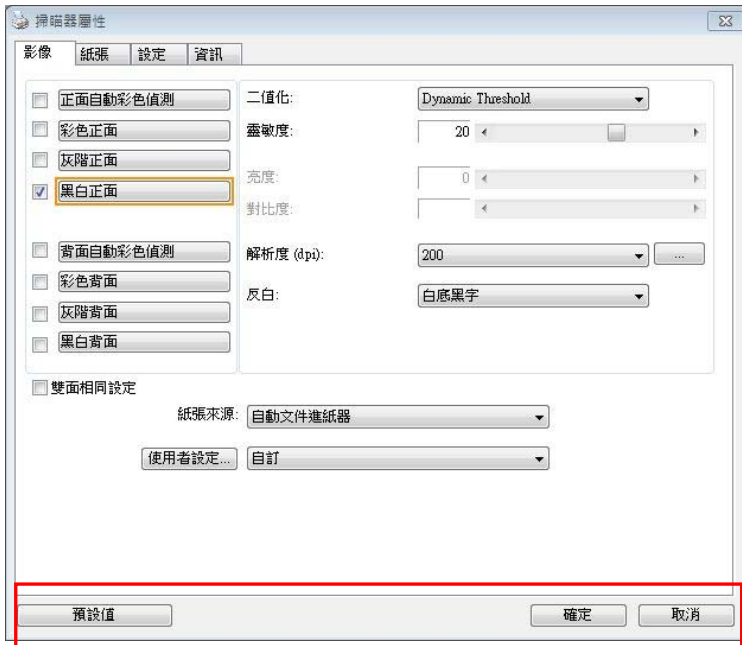 掃瞄器屬性
影像 紙張 設定 資訊
正面自動彩色偵測
彩色正面
灰階正面
黑白正面
背面自動彩色偵測
彩色背面
灰階背面
黑白背面
二值化: Dynamic Threshold
靈敏度: 20
亮度: 0
對比度:
解析度 (dpi): 200 ...
反白: 白底黑字
雙面相同設定
紙張來源: 自動文件進紙器
使用者設定... 自訂
預設值 確定 取消